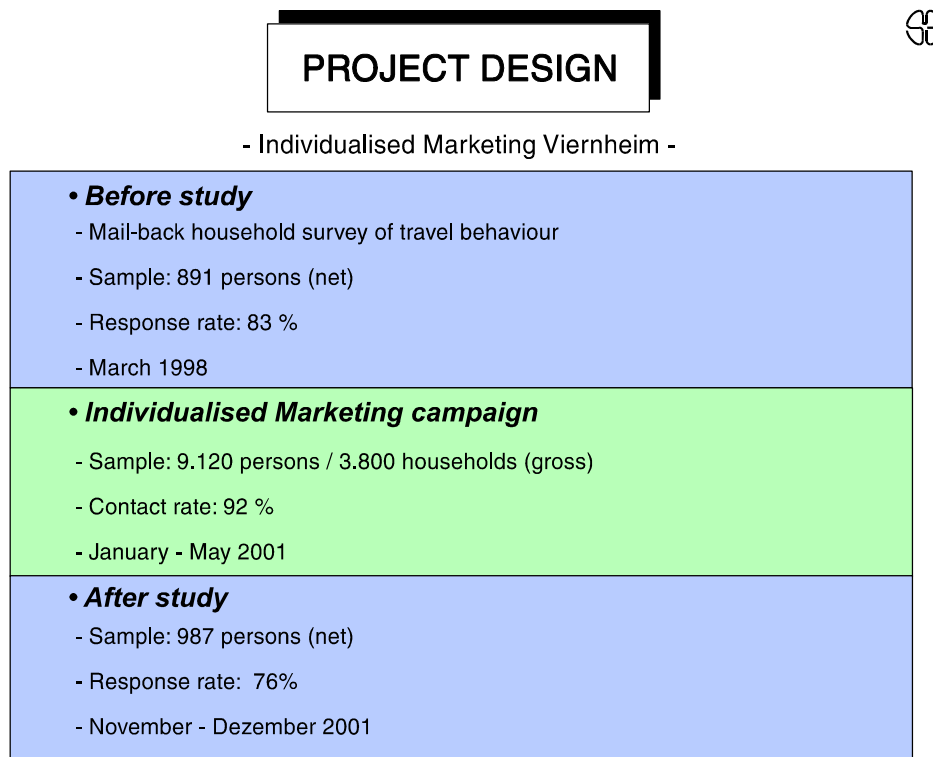 PROJECT DESIGN
- Individualised Marketing Viernheim -
• Before study
- Mail-back household survey of travel behaviour
- Sample: 891 persons (net)
- Response rate: 83 %
- March 1998
• Individualised Marketing campaign
- Sample: 9.120 persons / 3.800 households (gross)
- Contact rate: 92 %
- January - May 2001
• After study
- Sample: 987 persons (net)
- Response rate: 76%
- November - Dezember 2001